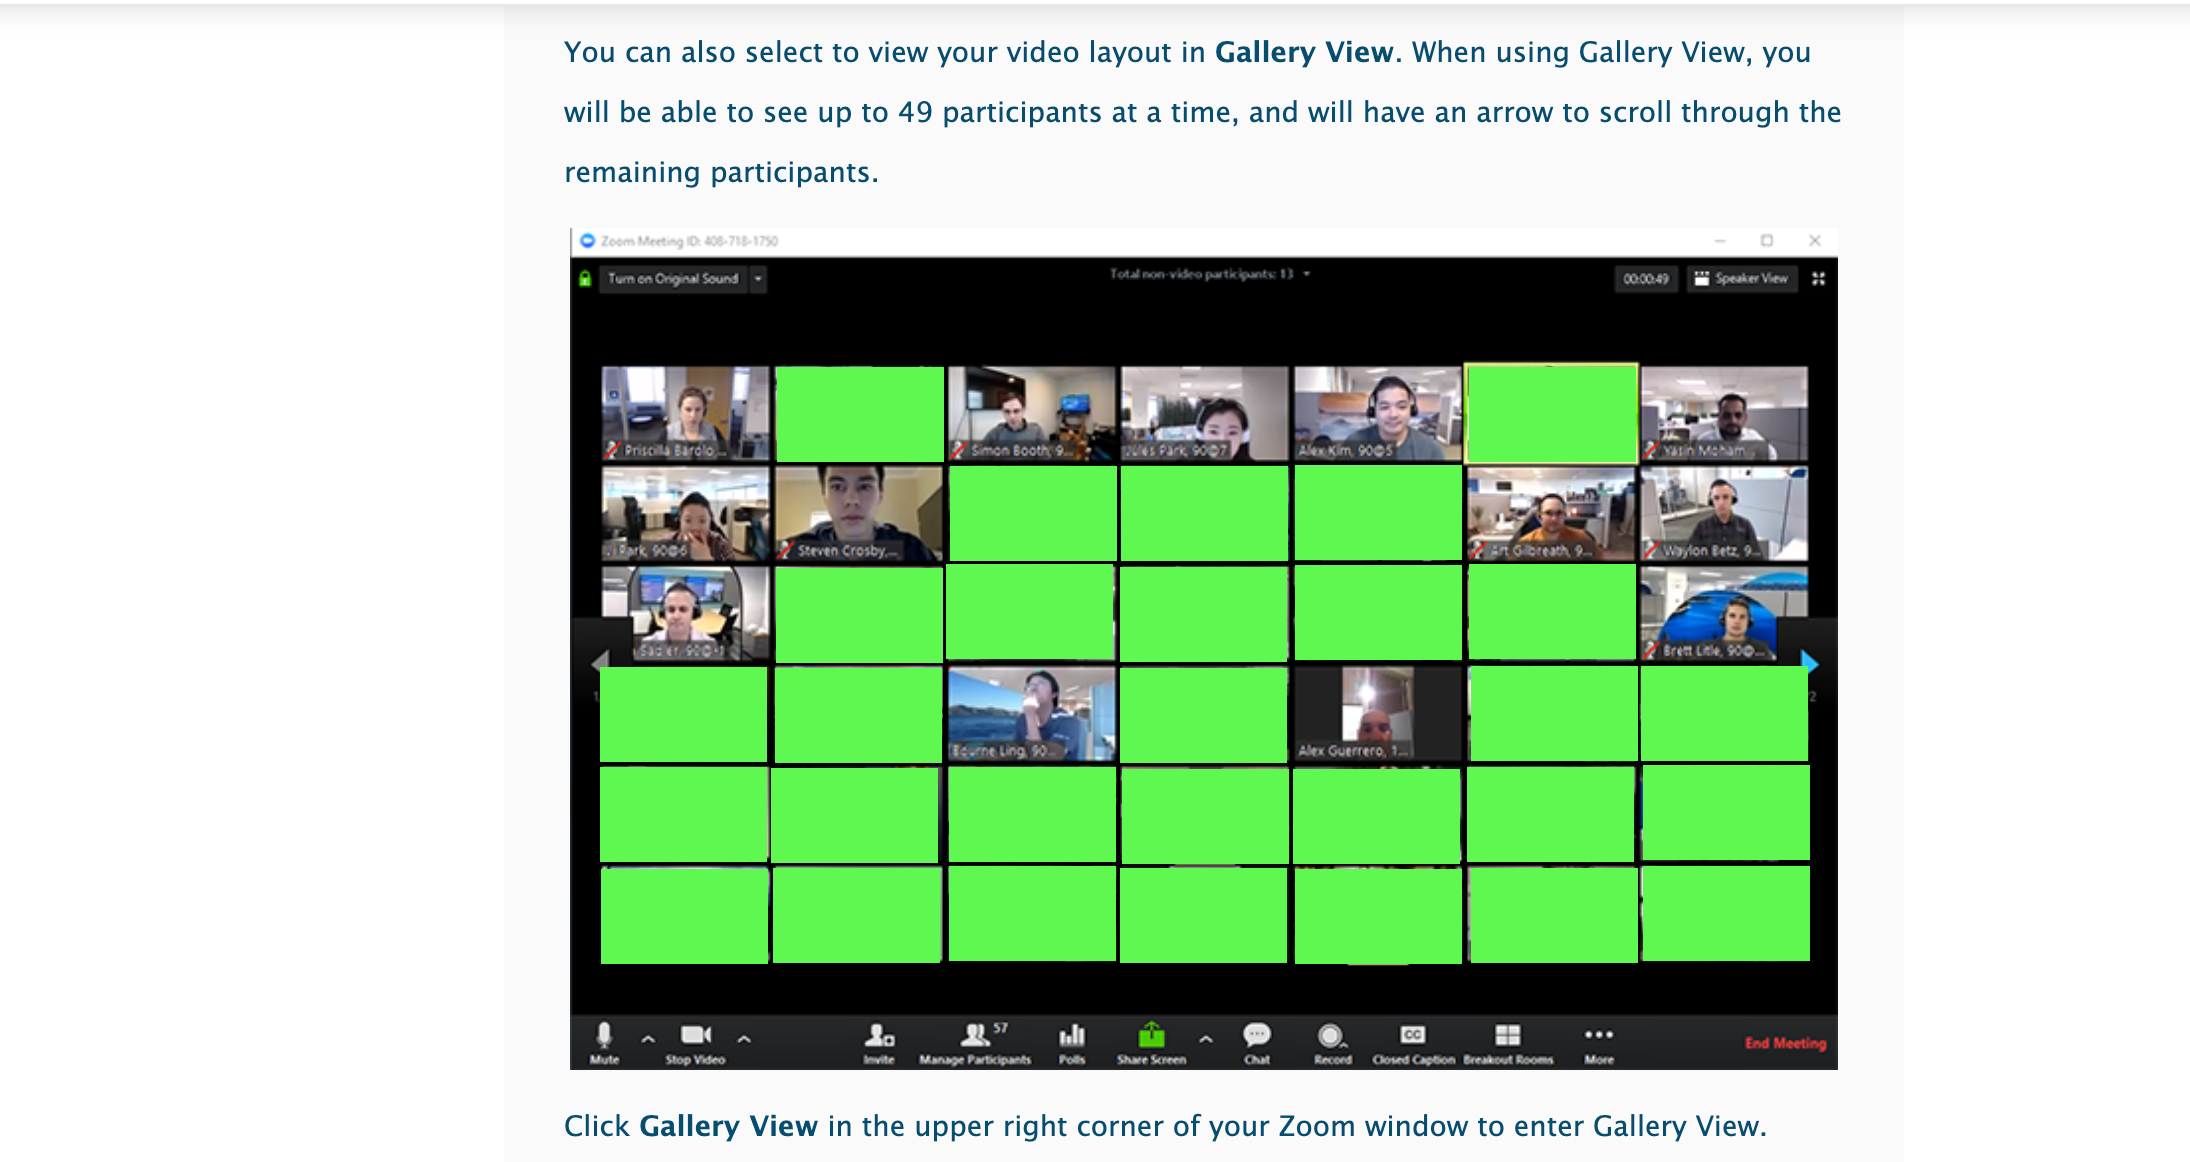 You can also select to view your video layout in Gallery View. When using Gallery View, you
will be able to see up to 49 participants at a time, and will have an arrow to scroll through the
remaining participants.
Zoom Meeting ID: 408-718-1750
Turn on Original Sound
Total non-video participants: 13
00:00:49
Speaker View
Priscilla Barolo,...
Simon Booth, 9...
Jules Park, 90@7
Alex Kim, 90@5
Yasin Moham...
Park, 90@6
Steven Crosby,...
Art Gilbreath, 9...
Waylon Betz, 9...
Sadler,
Brett Litle, 90@...
Bourne Ling, 90...
Alex Guerrero, 1...
57
Mute
Stop Video
Invite
Manage Participants
Polls
Share Screen
Chat
Record
CC
Closed Caption
Breakout Rooms
More
End Meeting
Click Gallery View in the upper right corner of your Zoom window to enter Gallery View.